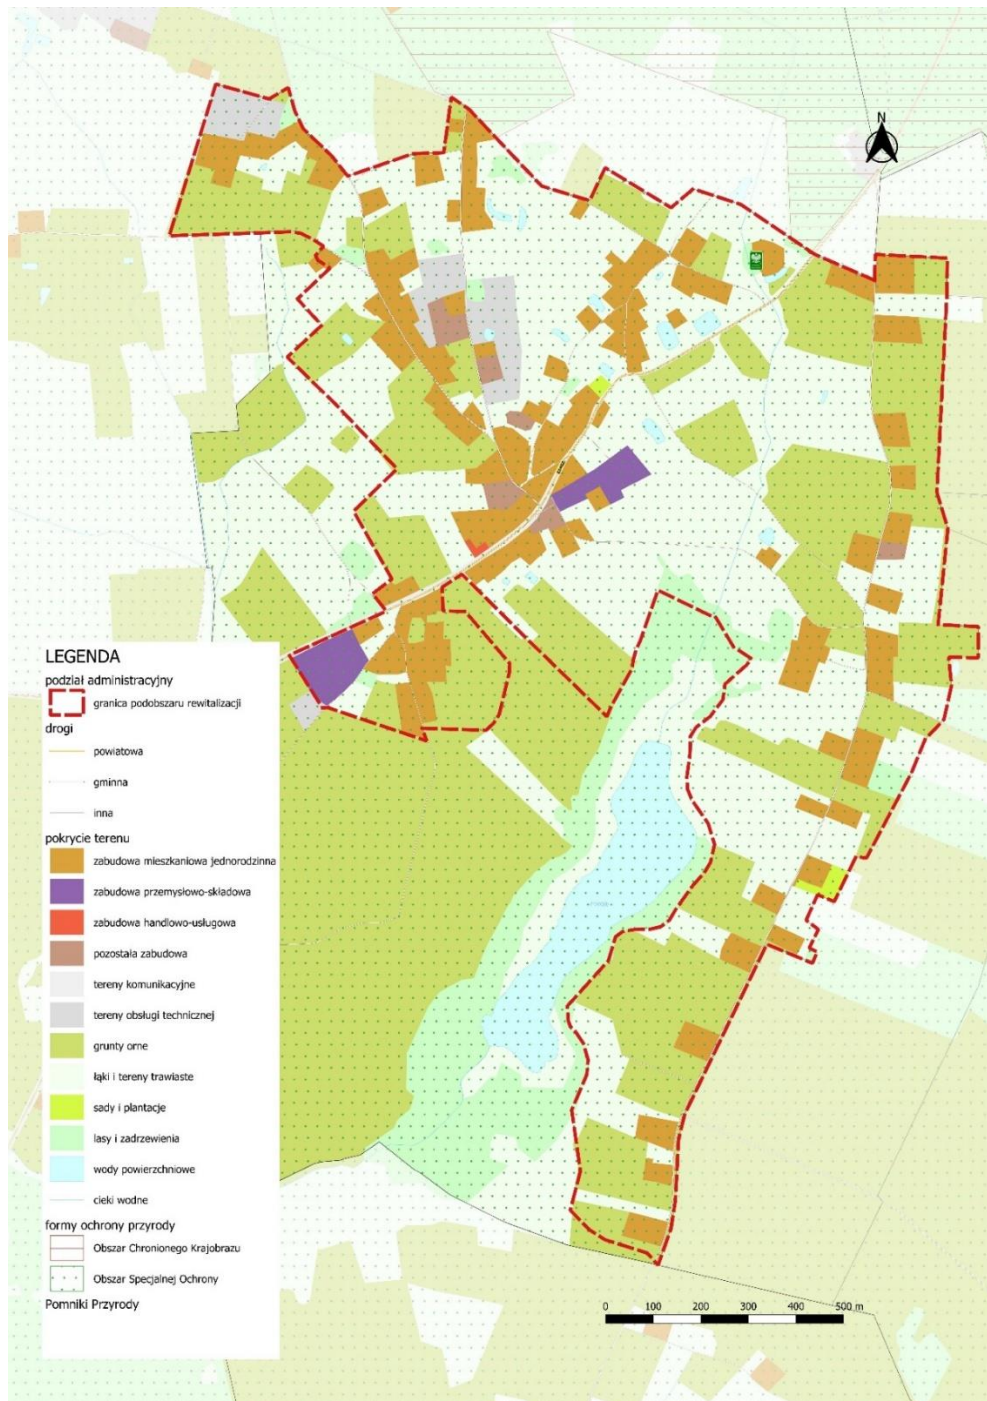 N
LEGENDA
podział administracyjny
granica podobszaru rewitalizacji
drogi
powiatowa
gminna
inna
pokrycie terenu
zabudowa mieszkaniowa jednorodzinna
zabudowa przemysłowo-składowa
zabudowa handlowo-usługowa
pozostała zabudowa
tereny komunikacyjne
tereny obsługi technicznej
grunty orne
łąki i tereny trawiaste
sady i plantacje
lasy i zadrzewienia
wody powierzchniowe
cieki wodne
formy ochrony przyrody
Obszar Chronionego Krajobrazu
Obszar Specjalnej Ochrony
Pomniki Przyrody
0 100 200 300 400 500 m